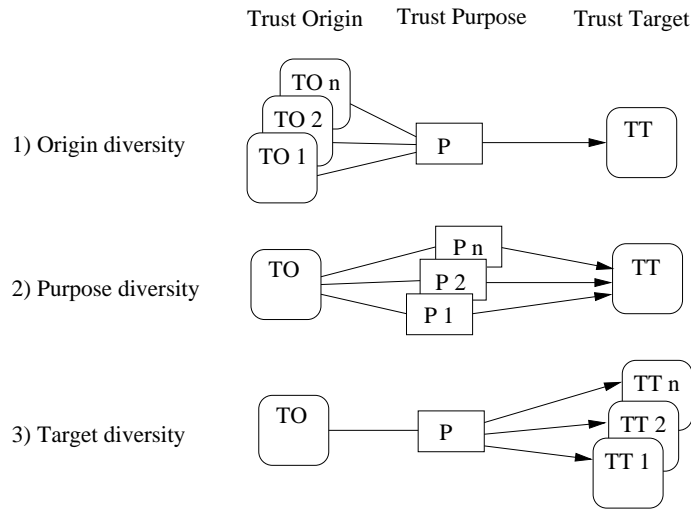 Trust Origin Trust Purpose Trust Target
TO n
TO 2
TO 1
1) Origin diversity
P
TT
P n
P 2
P 1
TO
TT
2) Purpose diversity
TT n
TT 2
TT 1
TO
P
3) Target diversity